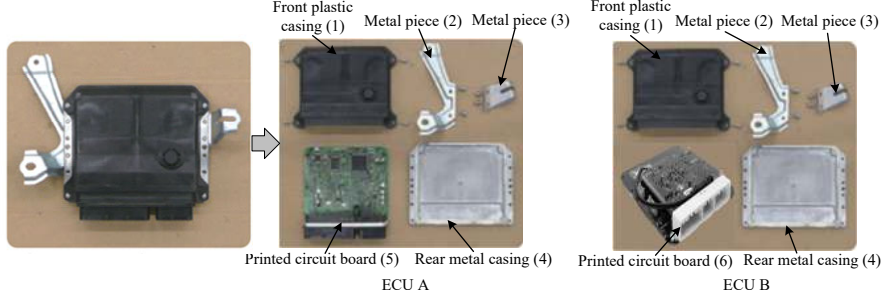 Front plastic
casing (1)
Metal piece (2)
Metal piece (3)
Printed circuit board (5)
Rear metal casing (4)
ECU A
Front plastic
casing (1)
Metal piece (2)
Metal piece (3)
Printed circuit board (6)
Rear metal casing (4)
ECU B